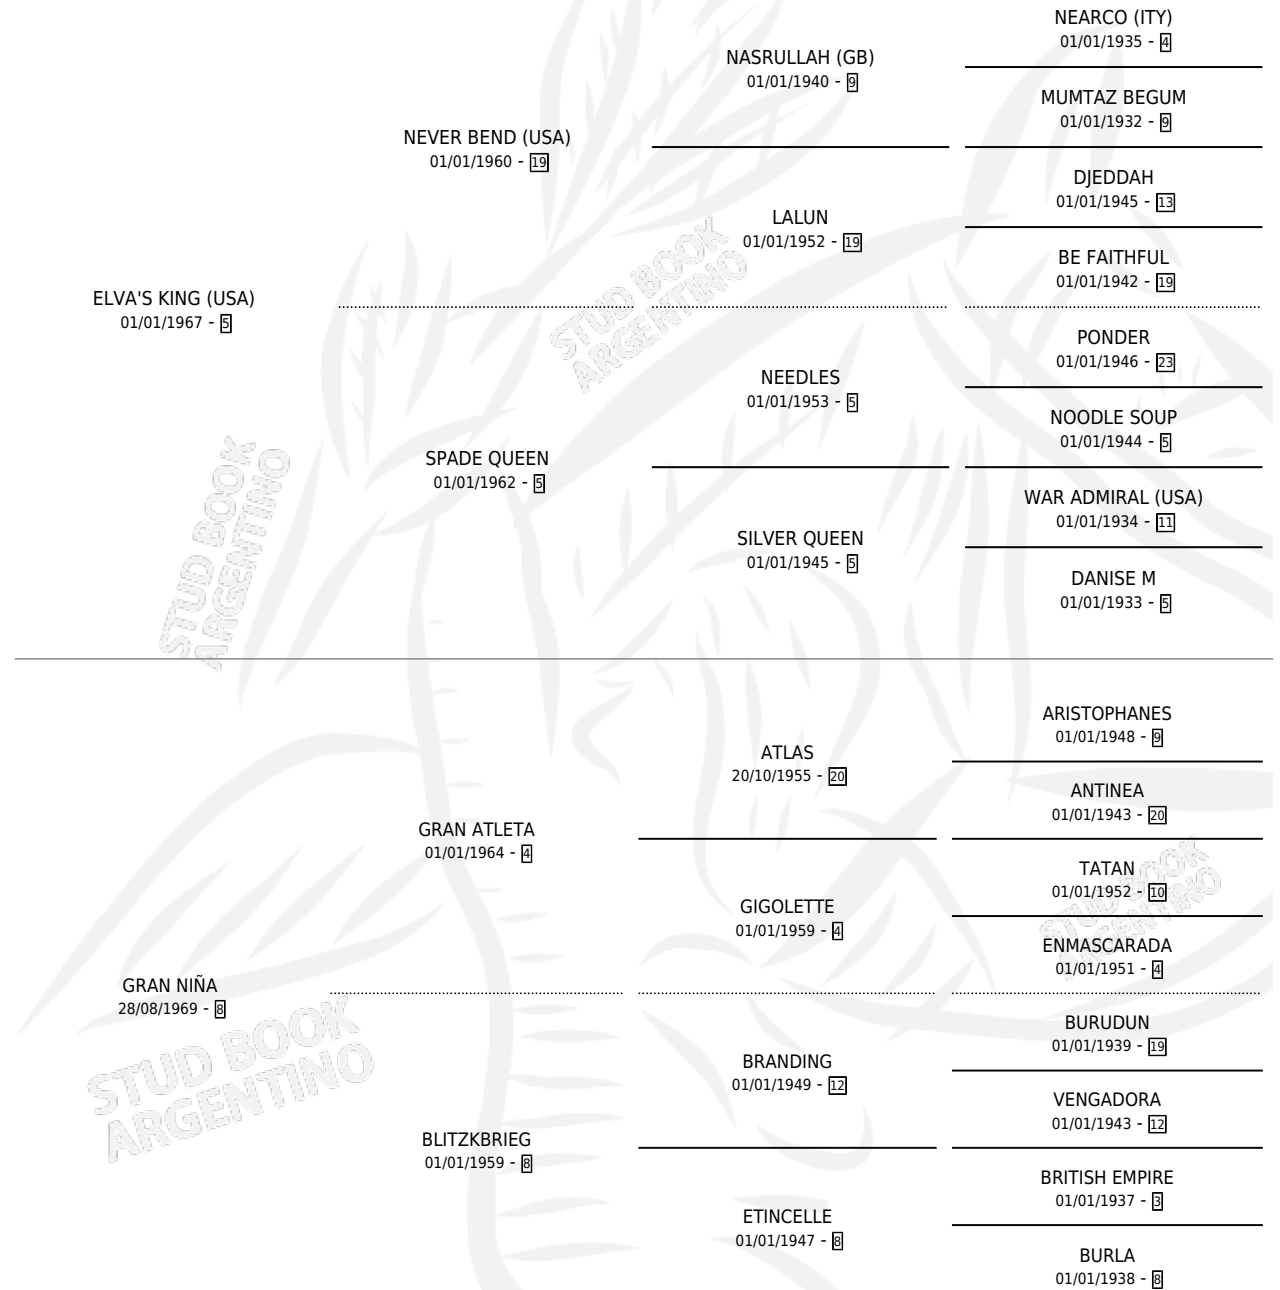 NEARCO (ITY)
01/01/1935 - 4
NASRULLAH (GB)
01/01/1940 - 9
MUMTAZ BEGUM
01/01/1932 - 9
NEVER BEND (USA)
01/01/1960 - 19
DJEDDAH
01/01/1945 - 13
LALUN
01/01/1952 - 19
BE FAITHFUL
01/01/1942 - 19
ELVA'S KING (USA)
01/01/1967 - 5
PONDER
01/01/1946 - 23
NEEDLES
01/01/1953 - 5
NOODLE SOUP
01/01/1944 - 5
SPADE QUEEN
01/01/1962 - 5
WAR ADMIRAL (USA)
01/01/1934 - 11
SILVER QUEEN
01/01/1945 - 5
DANISE M
01/01/1933 - 5
STUD BOOK
ARGENTINO
STUD BOOK
ARGENTINO
ARISTOPHANES
01/01/1948 - 9
ATLAS
20/10/1955 - 20
ANTINEA
01/01/1943 - 20
GRAN ATLETA
01/01/1964 - 4
TATAN
01/01/1952 - 10
GIGOLETTE
01/01/1959 - 4
ENMASCARADA
01/01/1951 - 4
GRAN NIÑA
28/08/1969 - 8
BURUDUN
01/01/1939 - 19
BRANDING
01/01/1949 - 12
VENGADORA
01/01/1943 - 12
BLITZKBRIEG
01/01/1959 - 8
BRITISH EMPIRE
01/01/1937 - 3
ETINCELLE
01/01/1947 - 8
BURLA
01/01/1938 - 8
STUD BOOK
ARGENTINO
STUD BOOK
ARGENTINO